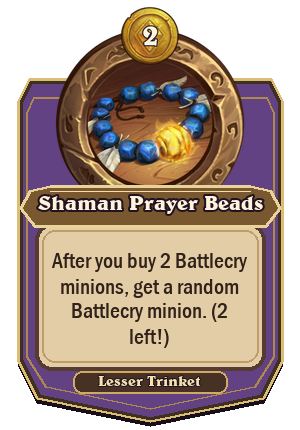 2
Shaman Prayer Beads
After you buy 2 Battlecry
minions, get a random
Battlecry minion. (2
left!)
Lesser Trinket